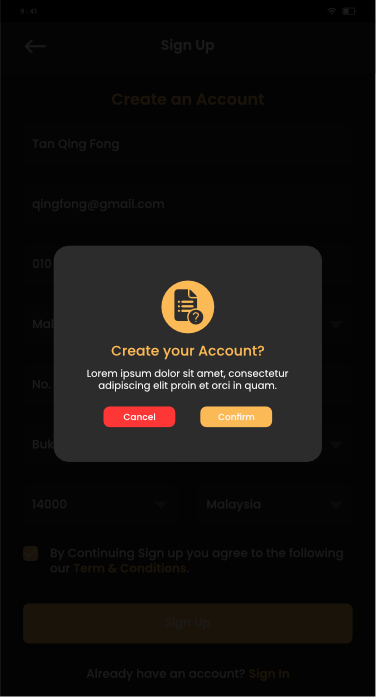 9:41
Sign Up
Create an Account
Tan Qing Fong
qingfong@gmail.com
010
Mal
Create your Account?
Lorem ipsum dolor sit amet, consectetur
adipiscing elit proin et orci in quam.
No.
Cancel
Confirm
Buk
14000
Malaysia
By Continuing Sign up you agree to the following
our Term & Conditions.
Sign Up
Already have an account? Sign In